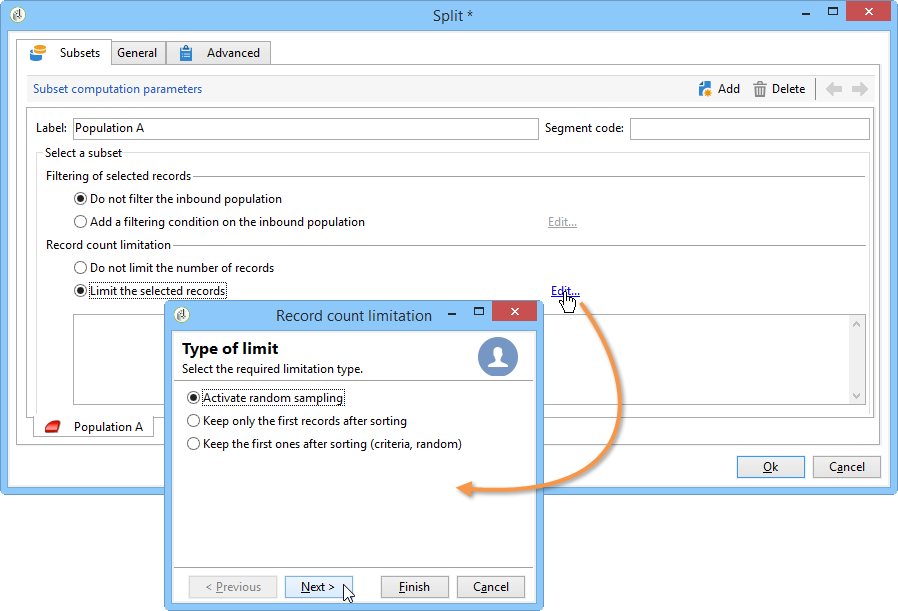 Split *
Subsets General Advanced
Subset computation parameters Add Delete
Label: Population A Segment code:
Select a subset
Filtering of selected records
Do not filter the inbound population
Add a filtering condition on the inbound population Edit...
Record count limitation
Do not limit the number of records
Limit the selected records Edit...
Record count limitation
Type of limit
Select the required limitation type.
Activate random sampling
Keep only the first records after sorting
Keep the first ones after sorting (criteria, random)
Population A
Ok Cancel
< Previous Next > Finish Cancel